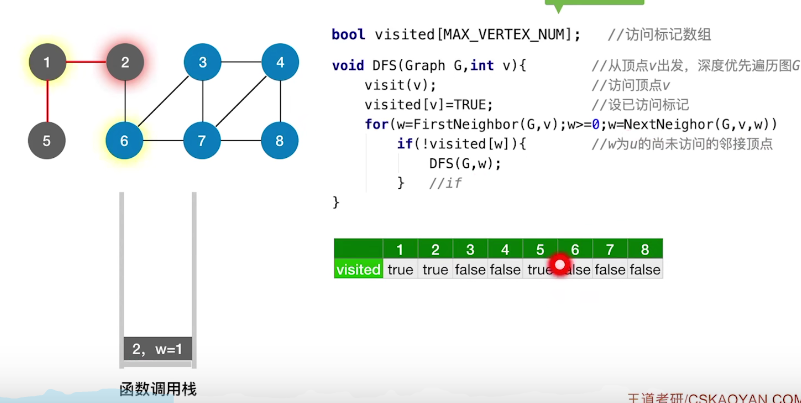 bool visited[MAX_VERTEX_NUM]; //访问标记数组
void DFS(Graph G,int v){ //从顶点v出发，深度优先遍历图G
visit(v); //访问顶点v
visited[v]=TRUE; //设已访问标记
for(w=FirstNeighbor(G,v);w>=0;w=NextNeighor(G,v,w))
if(!visited[w]){ //w为u的尚未访问的邻接顶点
DFS(G,w);
} //if
}
1 2 3 4
5 6 7 8
1 2 3 4 5 6 7 8
visited true true false false true false false false
2，w=1
函数调用栈
王道考研/CSKAOYAN.COM